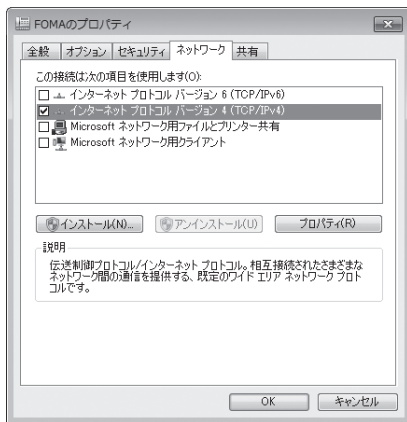 FOMAのプロパティ
全般 オプション セキュリティ ネットワーク 共有
この接続は次の項目を使用します(O):
インターネット プロトコル バージョン 6 (TCP/IPv6)
インターネット プロトコル バージョン 4 (TCP/IPv4)
Microsoft ネットワーク用ファイルとプリンター共有
Microsoft ネットワーク用クライアント
インストール(N)... アンインストール(U) プロパティ(R)
説明
伝送制御プロトコル/インターネット プロトコル。相互接続されたさまざまな
ネットワーク間の通信を提供する、既定のワイド エリア ネットワーク プロト
コルです。
OK キャンセル